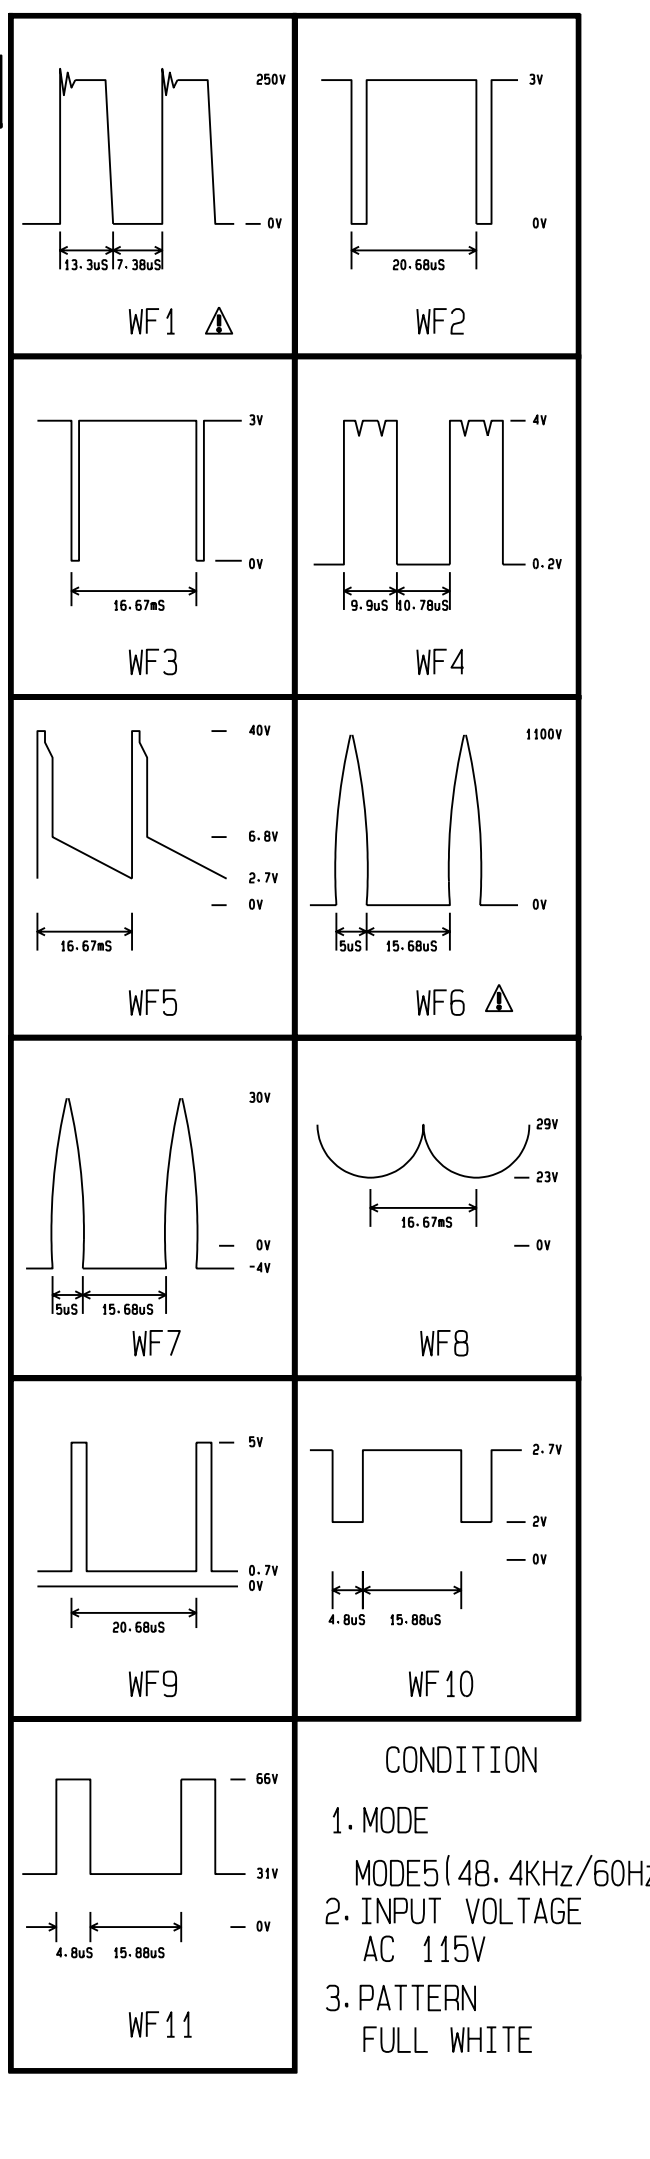 250V
0V
13.3uS 7.38uS
WF1
3V
0V
20.68uS
WF2
3V
0V
16.67mS
WF3
4V
0.2V
9.9uS 10.78uS
WF4
40V
6.8V
2.7V
0V
16.67mS
WF5
1100V
0V
5uS 15.68uS
WF6
30V
0V
-4V
5uS 15.68uS
WF7
29V
23V
16.67mS
0V
WF8
5V
0.7V
0V
20.68uS
WF9
2.7V
2V
0V
4.8uS 15.88uS
WF10
66V
31V
0V
4.8uS 15.88uS
WF11
CONDITION
1. MODE
MODE5(48.4KHz/60Hz
2. INPUT VOLTAGE
AC 115V
3. PATTERN
FULL WHITE